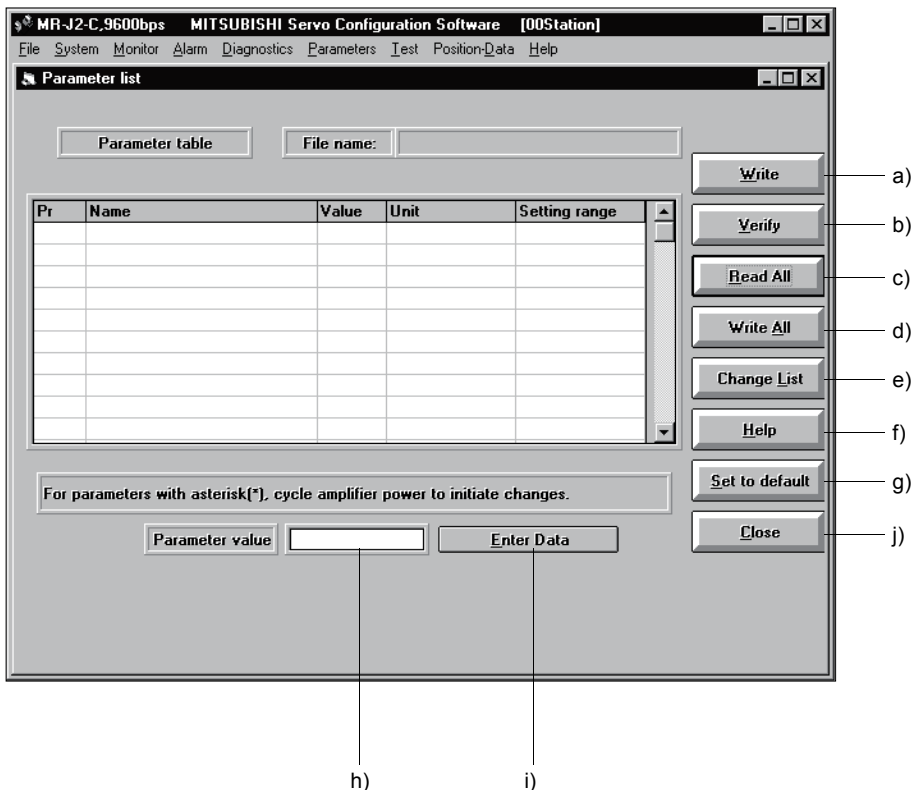 MR-J2-C,9600bps MITSUBISHI Servo Configuration Software [00Station]
File System Monitor Alarm Diagnostics Parameters Test Position-Data Help
Parameter list
Parameter table File name:
Write a)
Pr Name Value Unit Setting range
Verify b)
Read All c)
Write All d)
Change List e)
Help f)
Set to default g)
For parameters with asterisk(*), cycle amplifier power to initiate changes.
Parameter value Enter Data Close j)
h) i)